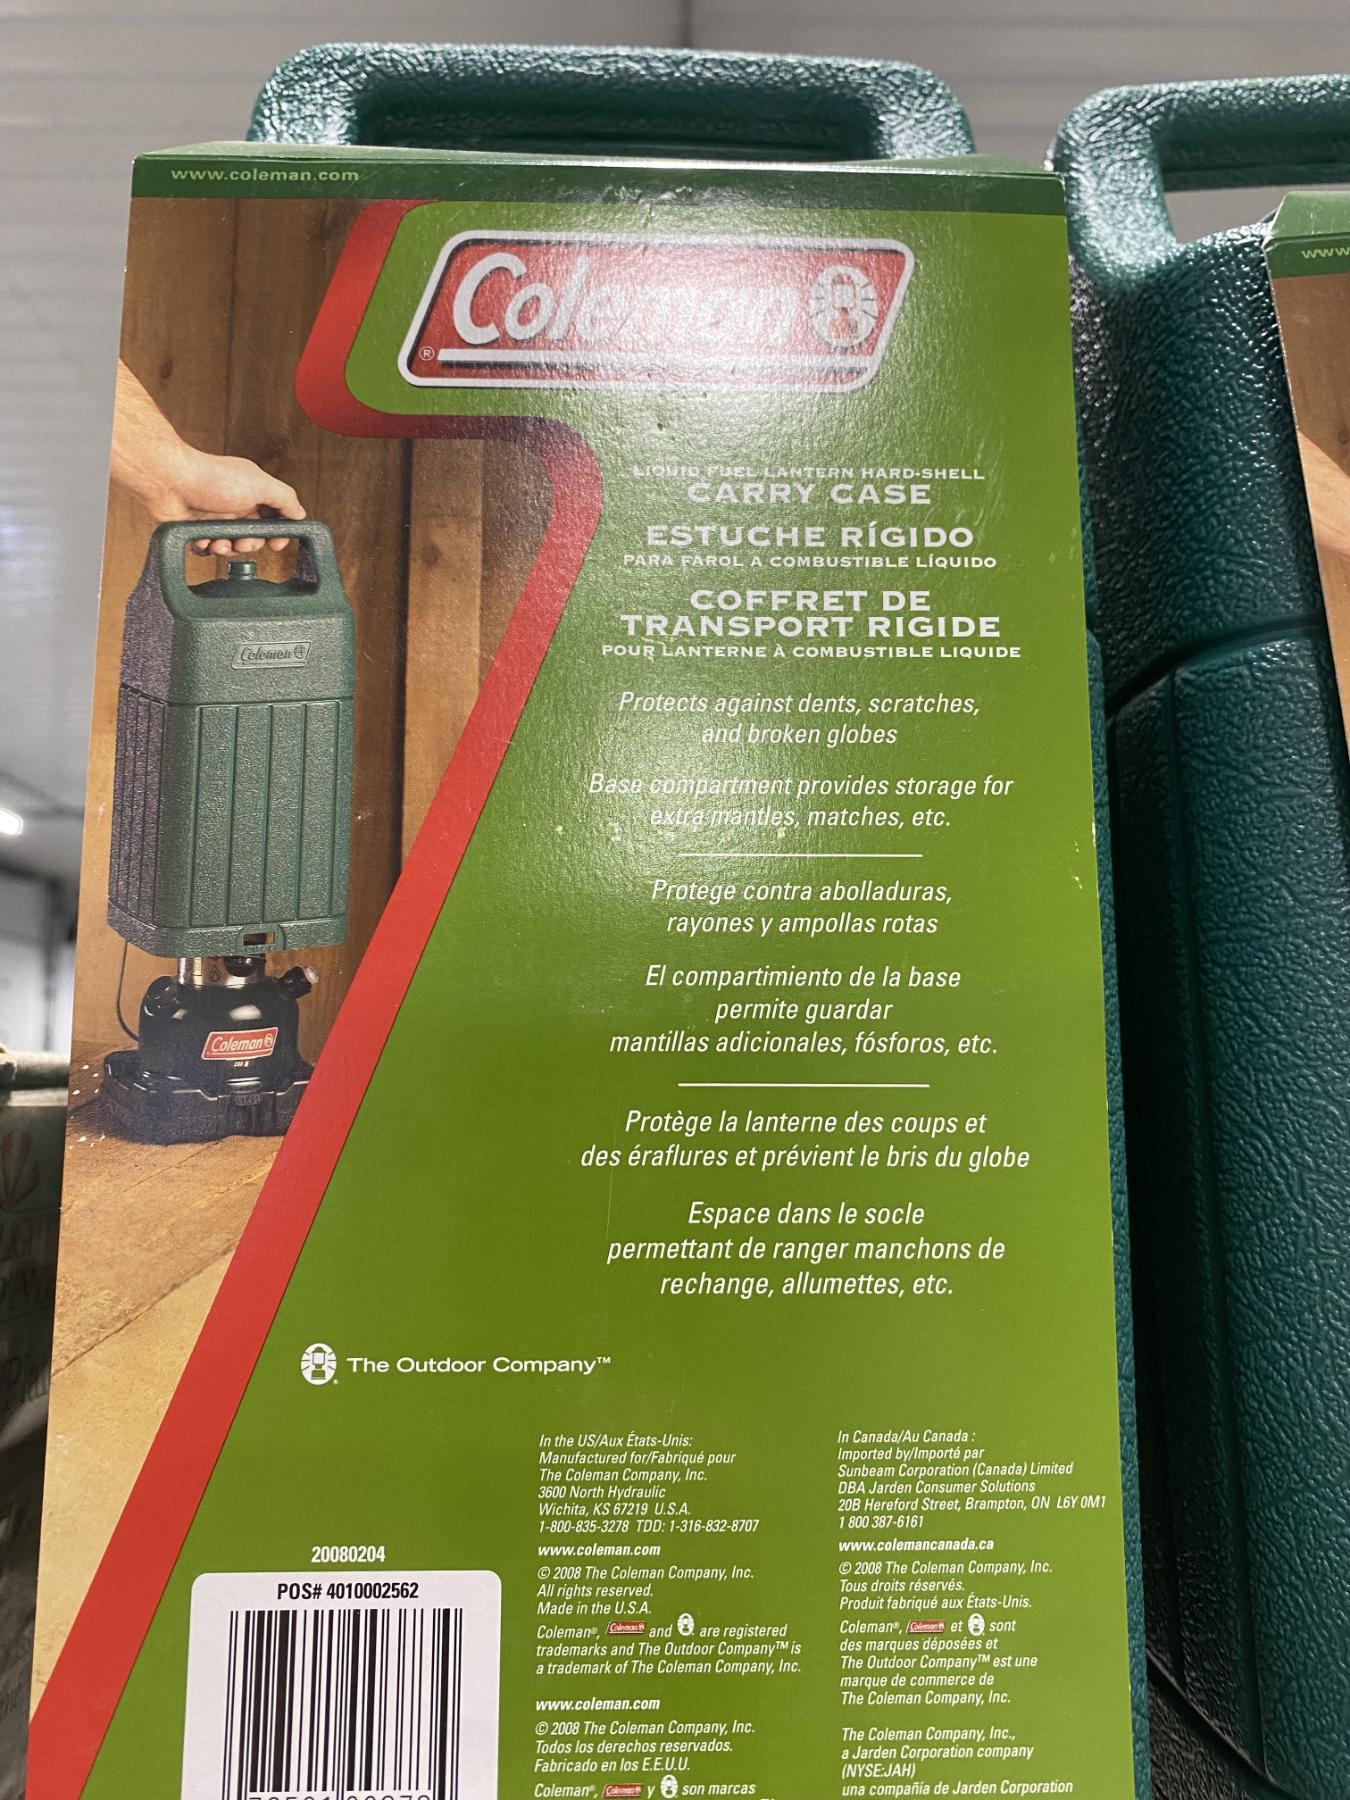 www.coleman.com
Coleman
®
LIQUID FUEL LANTERN HARD-SHELL
CARRY CASE
ESTUCHE RÍGIDO
PARA FAROL A COMBUSTIBLE LÍQUIDO
COFFRET DE
TRANSPORT RIGIDE
POUR LANTERNE À COMBUSTIBLE LIQUIDE
Coleman
Protects against dents, scratches,
and broken globes
Base compartment provides storage for
extra mantles, matches, etc.
Protege contra abolladuras,
rayones y ampollas rotas
El compartimiento de la base
permite guardar
mantillas adicionales, fósforos, etc.
Coleman
Protège la lanterne des coups et
des éraflures et prévient le bris du globe
Espace dans le socle
permettant de ranger manchons de
rechange, allumettes, etc.
The Outdoor Company™
In the US/Aux États-Unis:
Manufactured for/Fabriqué pour
The Coleman Company, Inc.
3600 North Hydraulic
Wichita, KS 67219 U.S.A.
1-800-835-3278 TDD: 1-316-832-8707
www.coleman.com
© 2008 The Coleman Company, Inc.
All rights reserved.
Made in the U.S.A.
Coleman®, Coleman and are registered
trademarks and The Outdoor Company™ is
a trademark of The Coleman Company, Inc.
www.coleman.com
© 2008 The Coleman Company, Inc.
Todos los derechos reservados.
Fabricado en los E.E.U.U.
Coleman®, Coleman y son marcas
In Canada/Au Canada :
Imported by/Importé par
Sunbeam Corporation (Canada) Limited
DBA Jarden Consumer Solutions
20B Hereford Street, Brampton, ON L6Y 0M1
1 800 387-6161
www.colemancanada.ca
© 2008 The Coleman Company, Inc.
Tous droits réservés.
Produit fabriqué aux États-Unis.
Coleman®, Coleman et sont
des marques déposées et
The Outdoor Company™ est une
marque de commerce de
The Coleman Company, Inc.
The Coleman Company, Inc.,
a Jarden Corporation company
(NYSE:JAH)
una compañía de Jarden Corporation
20080204
POS# 4010002562
www